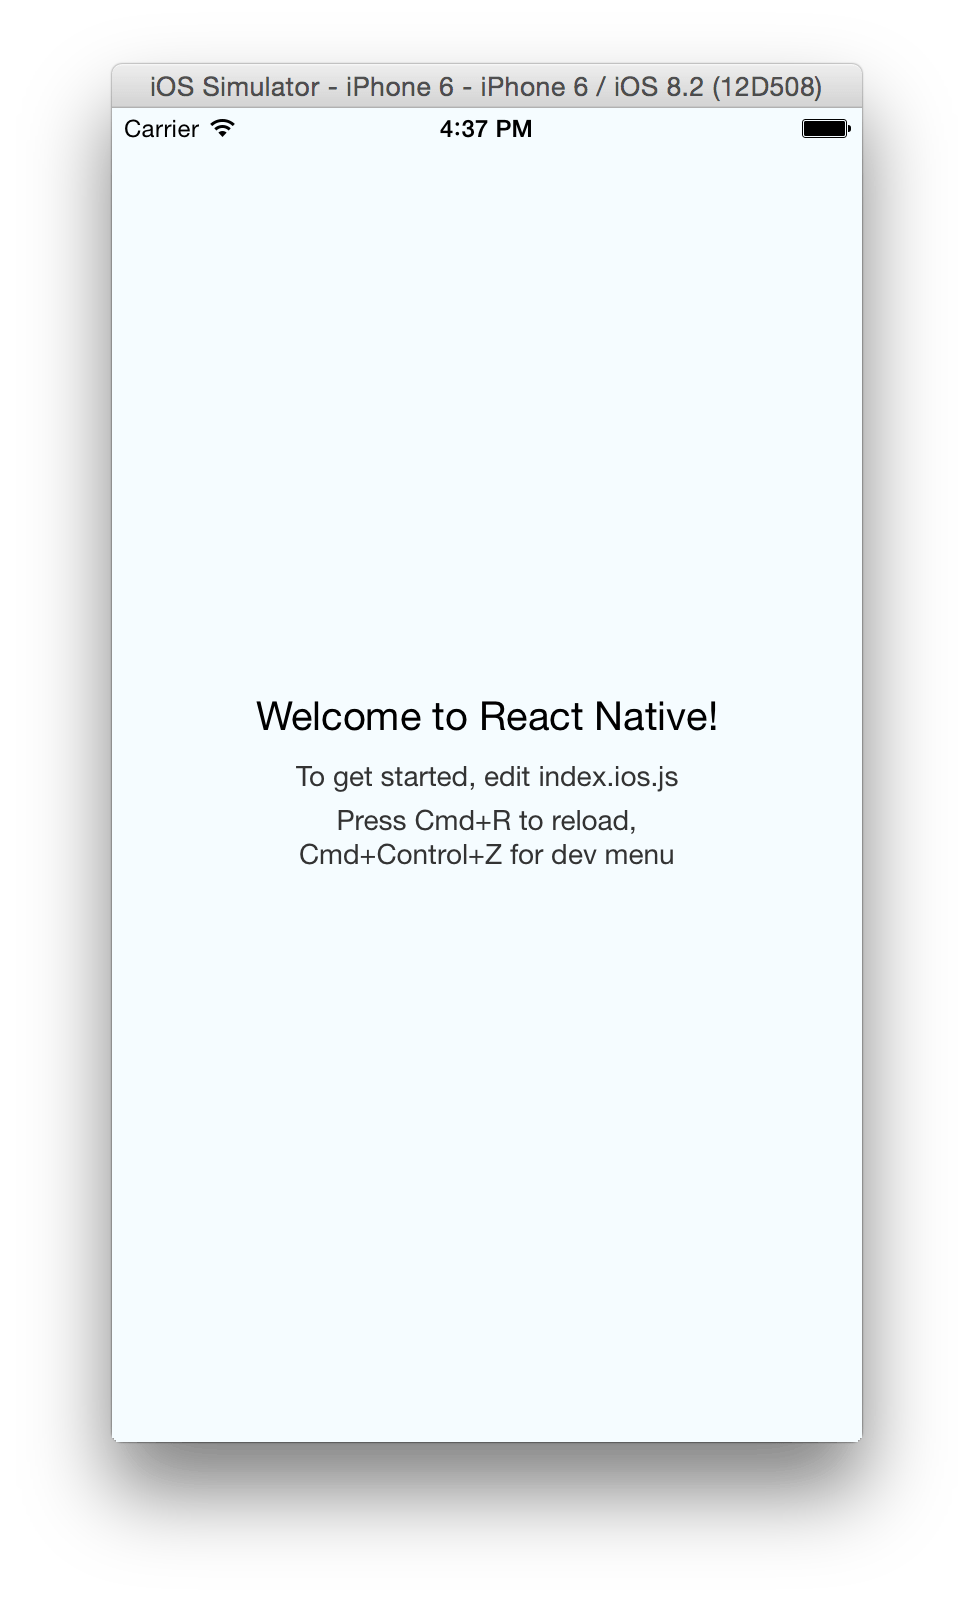 iOS Simulator - iPhone 6 - iPhone 6 / iOS 8.2 (12D508)
Carrier 4:37 PM
Welcome to React Native!
To get started, edit index.ios.js
Press Cmd+R to reload,
Cmd+Control+Z for dev menu